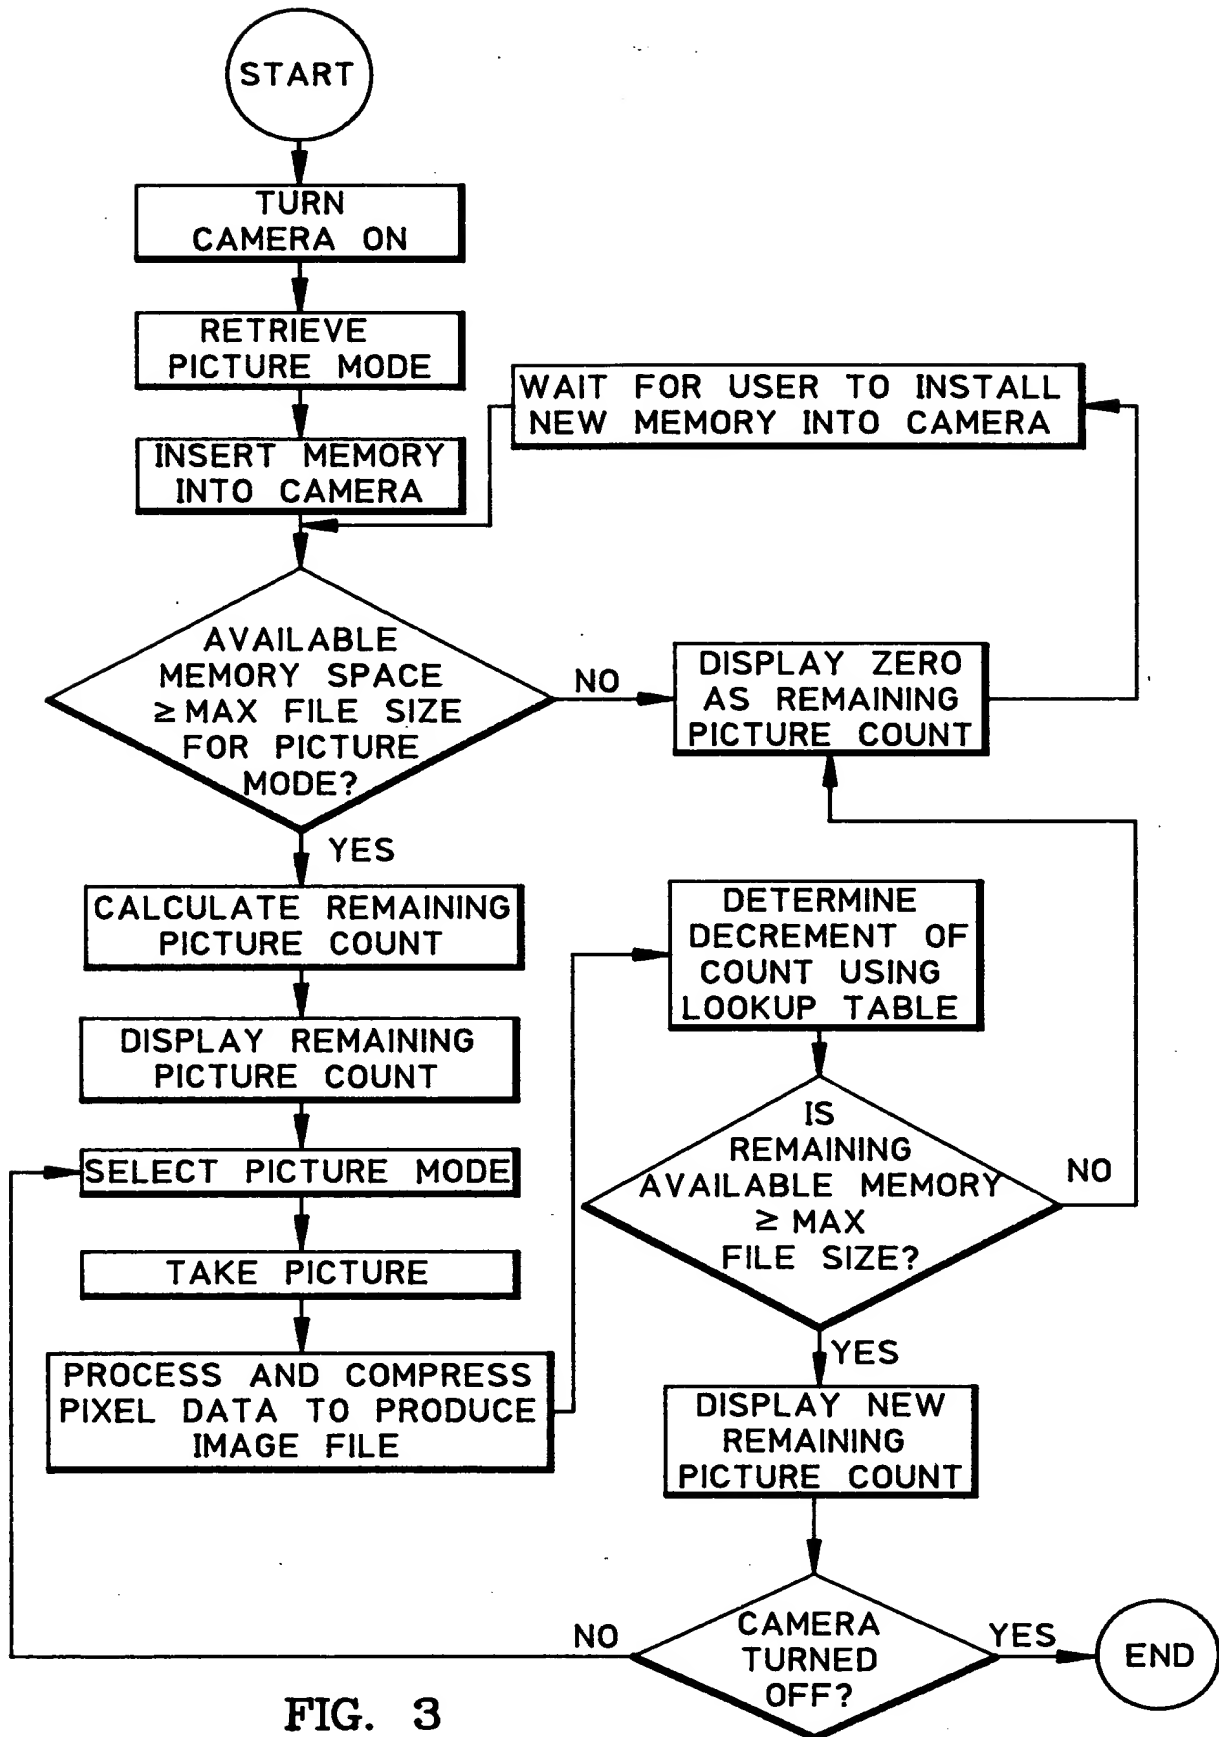 START
TURN
CAMERA ON
RETRIEVE
PICTURE MODE
INSERT MEMORY
INTO CAMERA
WAIT FOR USER TO INSTALL
NEW MEMORY INTO CAMERA
AVAILABLE
MEMORY SPACE
≥ MAX FILE SIZE
FOR PICTURE
MODE?
NO
DISPLAY ZERO
AS REMAINING
PICTURE COUNT
YES
CALCULATE REMAINING
PICTURE COUNT
DISPLAY REMAINING
PICTURE COUNT
SELECT PICTURE MODE
TAKE PICTURE
PROCESS AND COMPRESS
PIXEL DATA TO PRODUCE
IMAGE FILE
DETERMINE
DECREMENT OF
COUNT USING
LOOKUP TABLE
IS
REMAINING
AVAILABLE MEMORY
≥ MAX
FILE SIZE?
NO
YES
DISPLAY NEW
REMAINING
PICTURE COUNT
CAMERA
TURNED
OFF?
NO
YES
END
FIG. 3